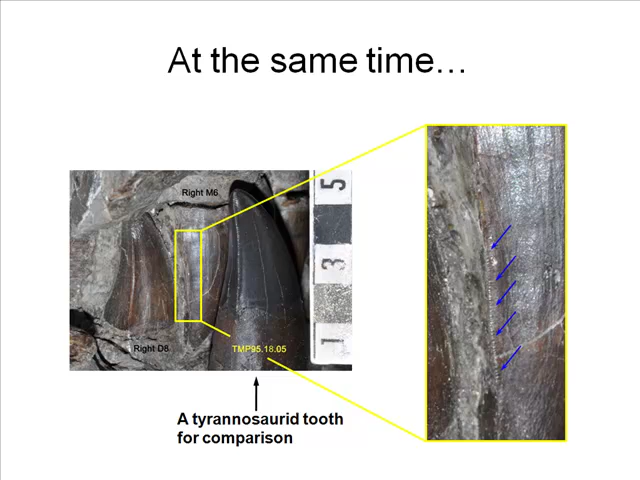 At the same time…
Right M6
5
3
1
Right D8
TMP95.18.05
A tyrannosaurid tooth
for comparison